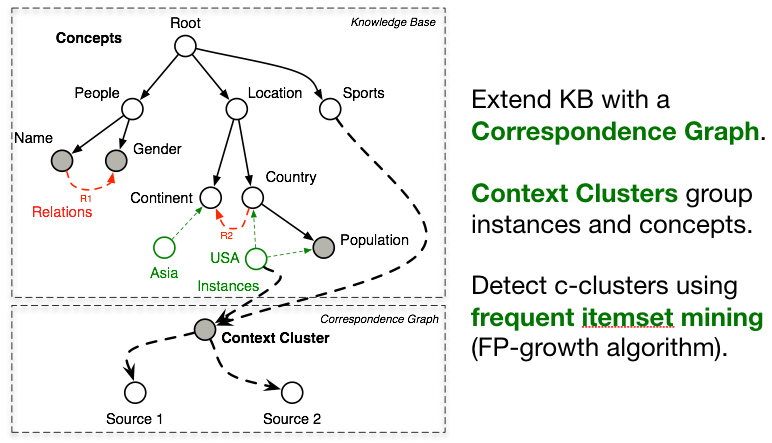 Root
Knowledge Base
Concepts
People
Location
Sports
Name
Gender
R1
Relations
Continent
Country
R2
Asia
USA
Population
Instances
Correspondence Graph
Context Cluster
Source 1
Source 2
Extend KB with a
Correspondence Graph.
Context Clusters group
instances and concepts.
Detect c-clusters using
frequent itemset mining
(FP-growth algorithm).